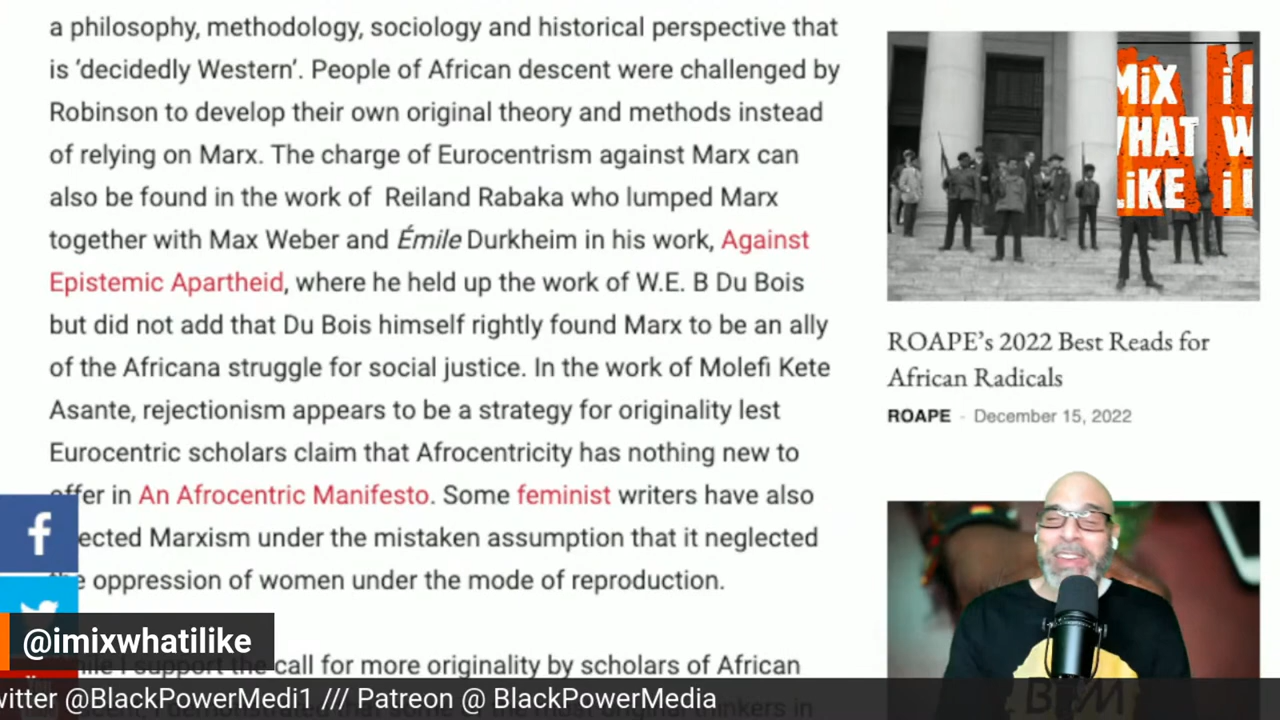 a philosophy, methodology, sociology and historical perspective that
is ‘decidedly Western’. People of African descent were challenged by
Robinson to develop their own original theory and methods instead
of relying on Marx. The charge of Eurocentrism against Marx can
also be found in the work of  Reiland Rabaka who lumped Marx
together with Max Weber and Émile Durkheim in his work, Against
Epistemic Apartheid, where he held up the work of W.E. B Du Bois
but did not add that Du Bois himself rightly found Marx to be an ally
of the Africana struggle for social justice. In the work of Molefi Kete
Asante, rejectionism appears to be a strategy for originality lest
Eurocentric scholars claim that Afrocentricity has nothing new to
offer in An Afrocentric Manifesto. Some feminist writers have also
ected Marxism under the mistaken assumption that it neglected
the oppression of women under the mode of reproduction.
I support the call for more originality by scholars of African
MiX
WHAT
LiKE
i
W
i
ROAPE’s 2022 Best Reads for
African Radicals
ROAPE - December 15, 2022
f
@imixwhatilike
witter @BlackPowerMedi1 /// Patreon @ BlackPowerMedia